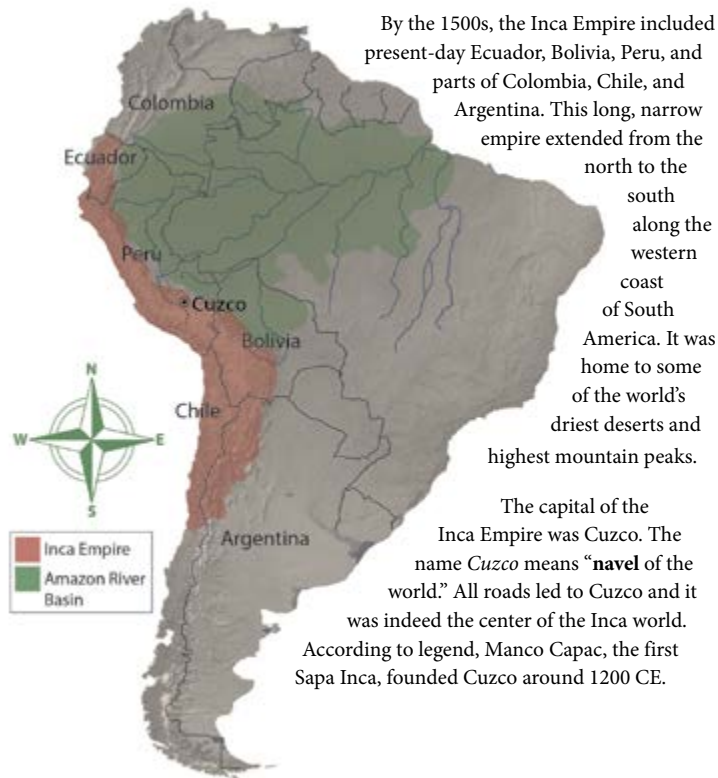 By the 1500s, the Inca Empire included
present-day Ecuador, Bolivia, Peru, and
parts of Colombia, Chile, and
Argentina. This long, narrow
empire extended from the
north to the
south
along the
western
coast
of South
America. It was
home to some
of the world's
driest deserts and
highest mountain peaks.
The capital of the
Inca Empire was Cuzco. The
name Cuzco means “navel of the
world.” All roads led to Cuzco and it
was indeed the center of the Inca world.
According to legend, Manco Capac, the first
Sapa Inca, founded Cuzco around 1200 CE.
Colombia
Ecuador
Peru
Cuzco
Bolivia
Chile
Argentina
N
W
E
S
Inca Empire
Amazon River
Basin